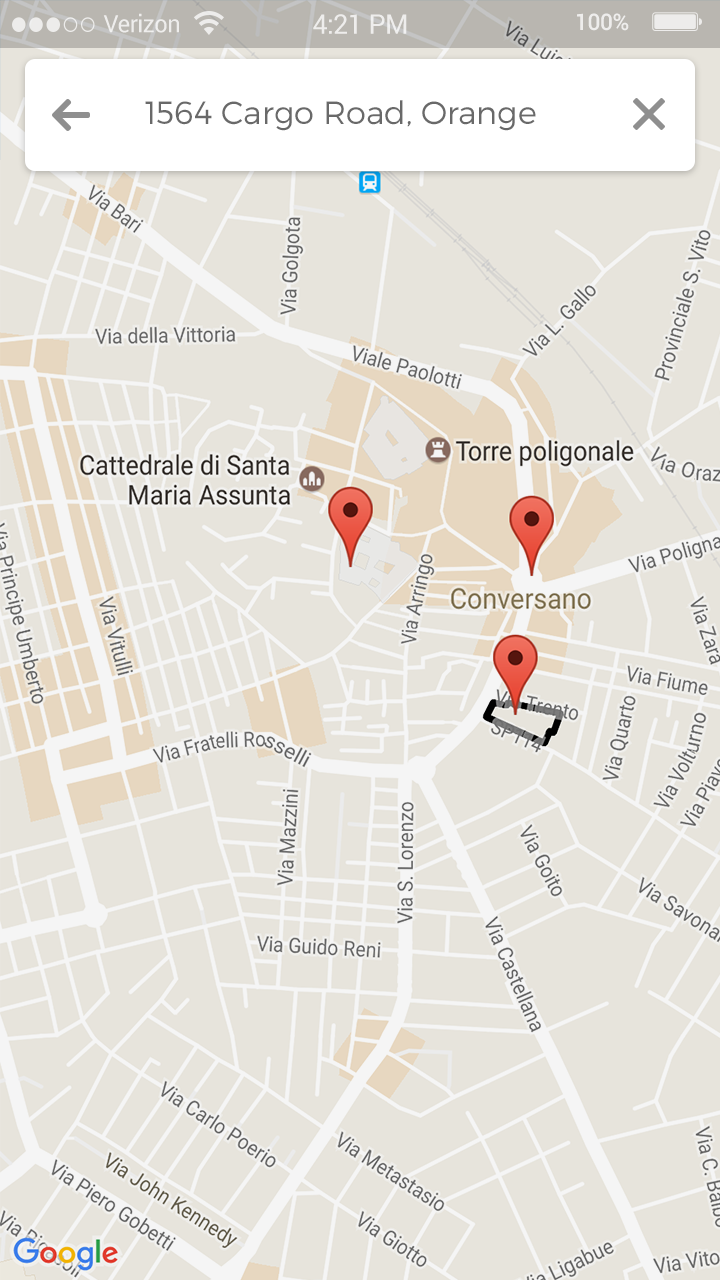 Verizon 4:21 PM 100%
Via Luis
1564 Cargo Road, Orange
Via Bari
Via Golgota
Provinciale S. Vito
Via L. Gallo
Via della Vittoria
Viale Paolotti
Torre poligonale
Cattedrale di Santa
Maria Assunta
Via Oraz
Via Principe Umberto
Via Vitulli
Via Arringo
Via Poligna
Conversano
Via Zara
Via Fiume
Via Trento
SP114
Via Quarto
Via Volturno
Via Piave
Via Fratelli Rosselli
Via Mazzini
Via S. Lorenzo
Via Goito
Via Savona
Via Guido Reni
Via Castellana
Via Carlo Poerio
Via Metastasio
Via John Kennedy
Via Piero Gobetti
Via Giotto
Via C. Balbo
Via Ligabue
Via Vito
Google